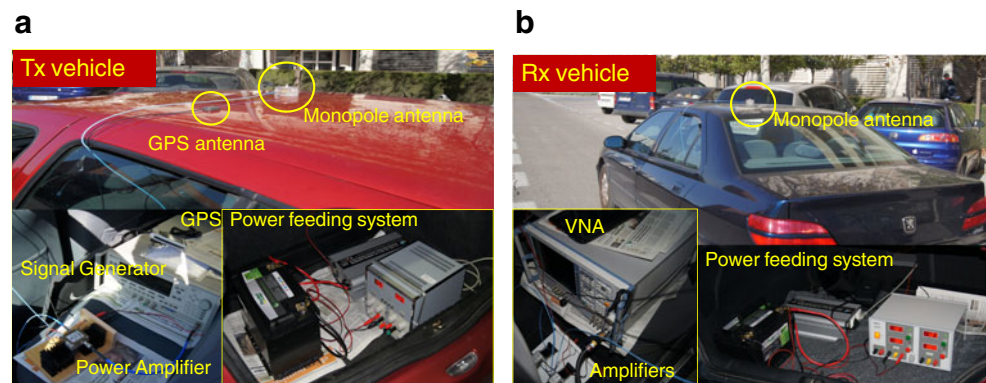 a
Tx vehicle
Monopole antenna
GPS antenna
GPS
Power feeding system
Signal Generator
Power Amplifier
b
Rx vehicle
Monopole antenna
VNA
Power feeding system
Amplifiers